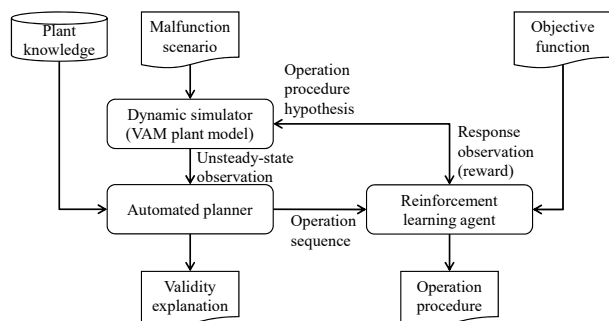 Plant
knowledge
Malfunction
scenario
Objective
function
Operation
procedure
hypothesis
Dynamic simulator
(VAM plant model)
Response
observation
(reward)
Unsteady-state
observation
Automated planner
Operation
sequence
Reinforcement
learning agent
Validity
explanation
Operation
procedure